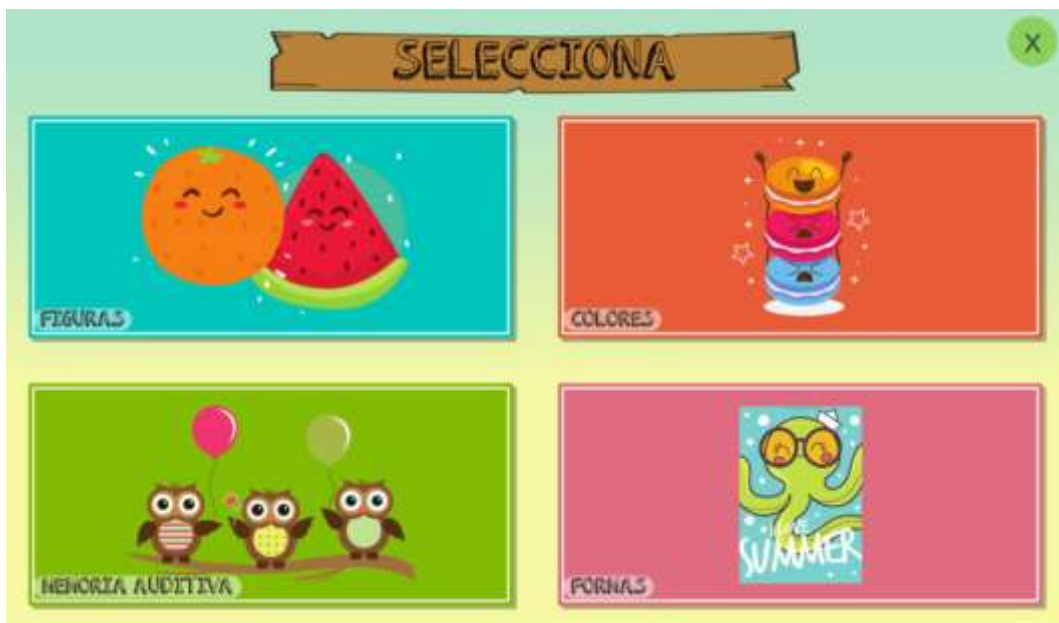 SELECCIONA
X
FIGURAS
COLORES
MEMORIA AUDITIVA
FORMAS
I LOVE
SUMMER